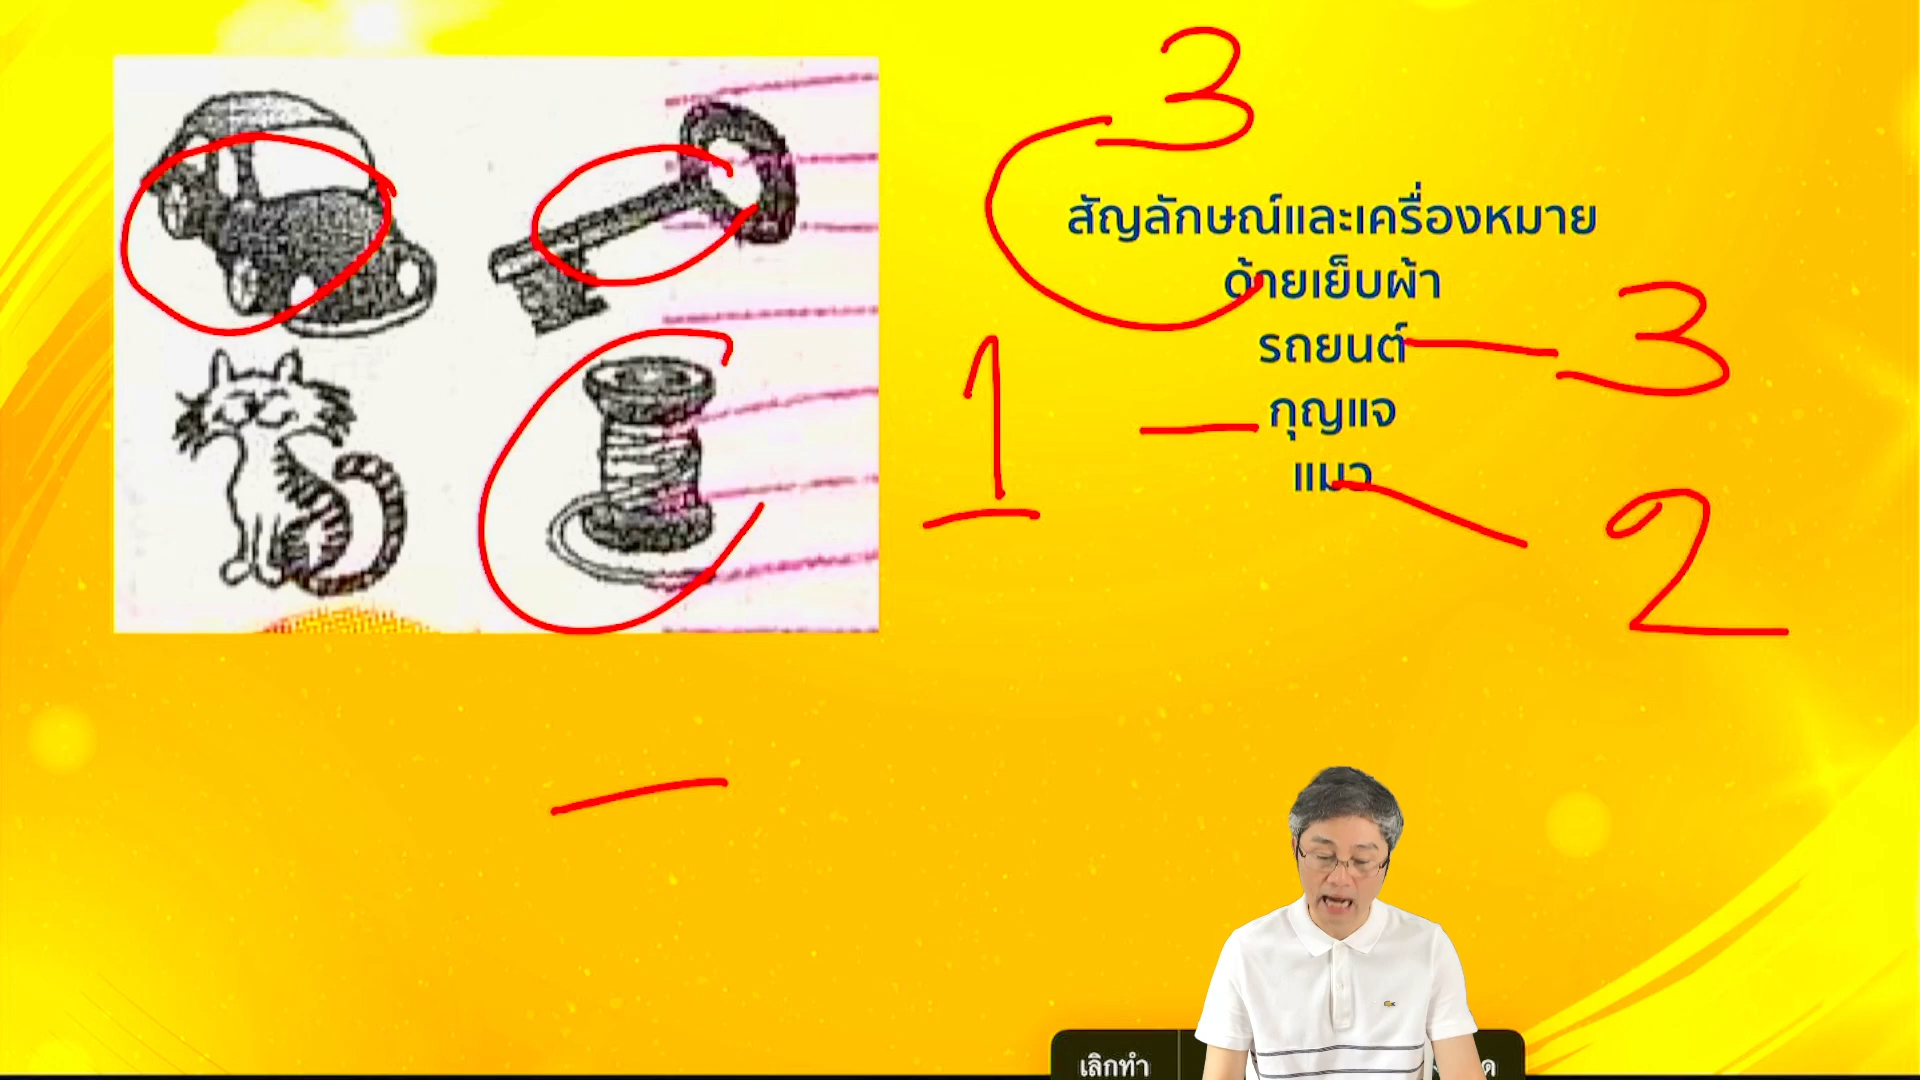 3
สัญลักษณ์และเครื่องหมาย
ด้ายเย็บผ้า
รถยนต์ 3
1 กุญแจ
แมว
2
เลิกทำ